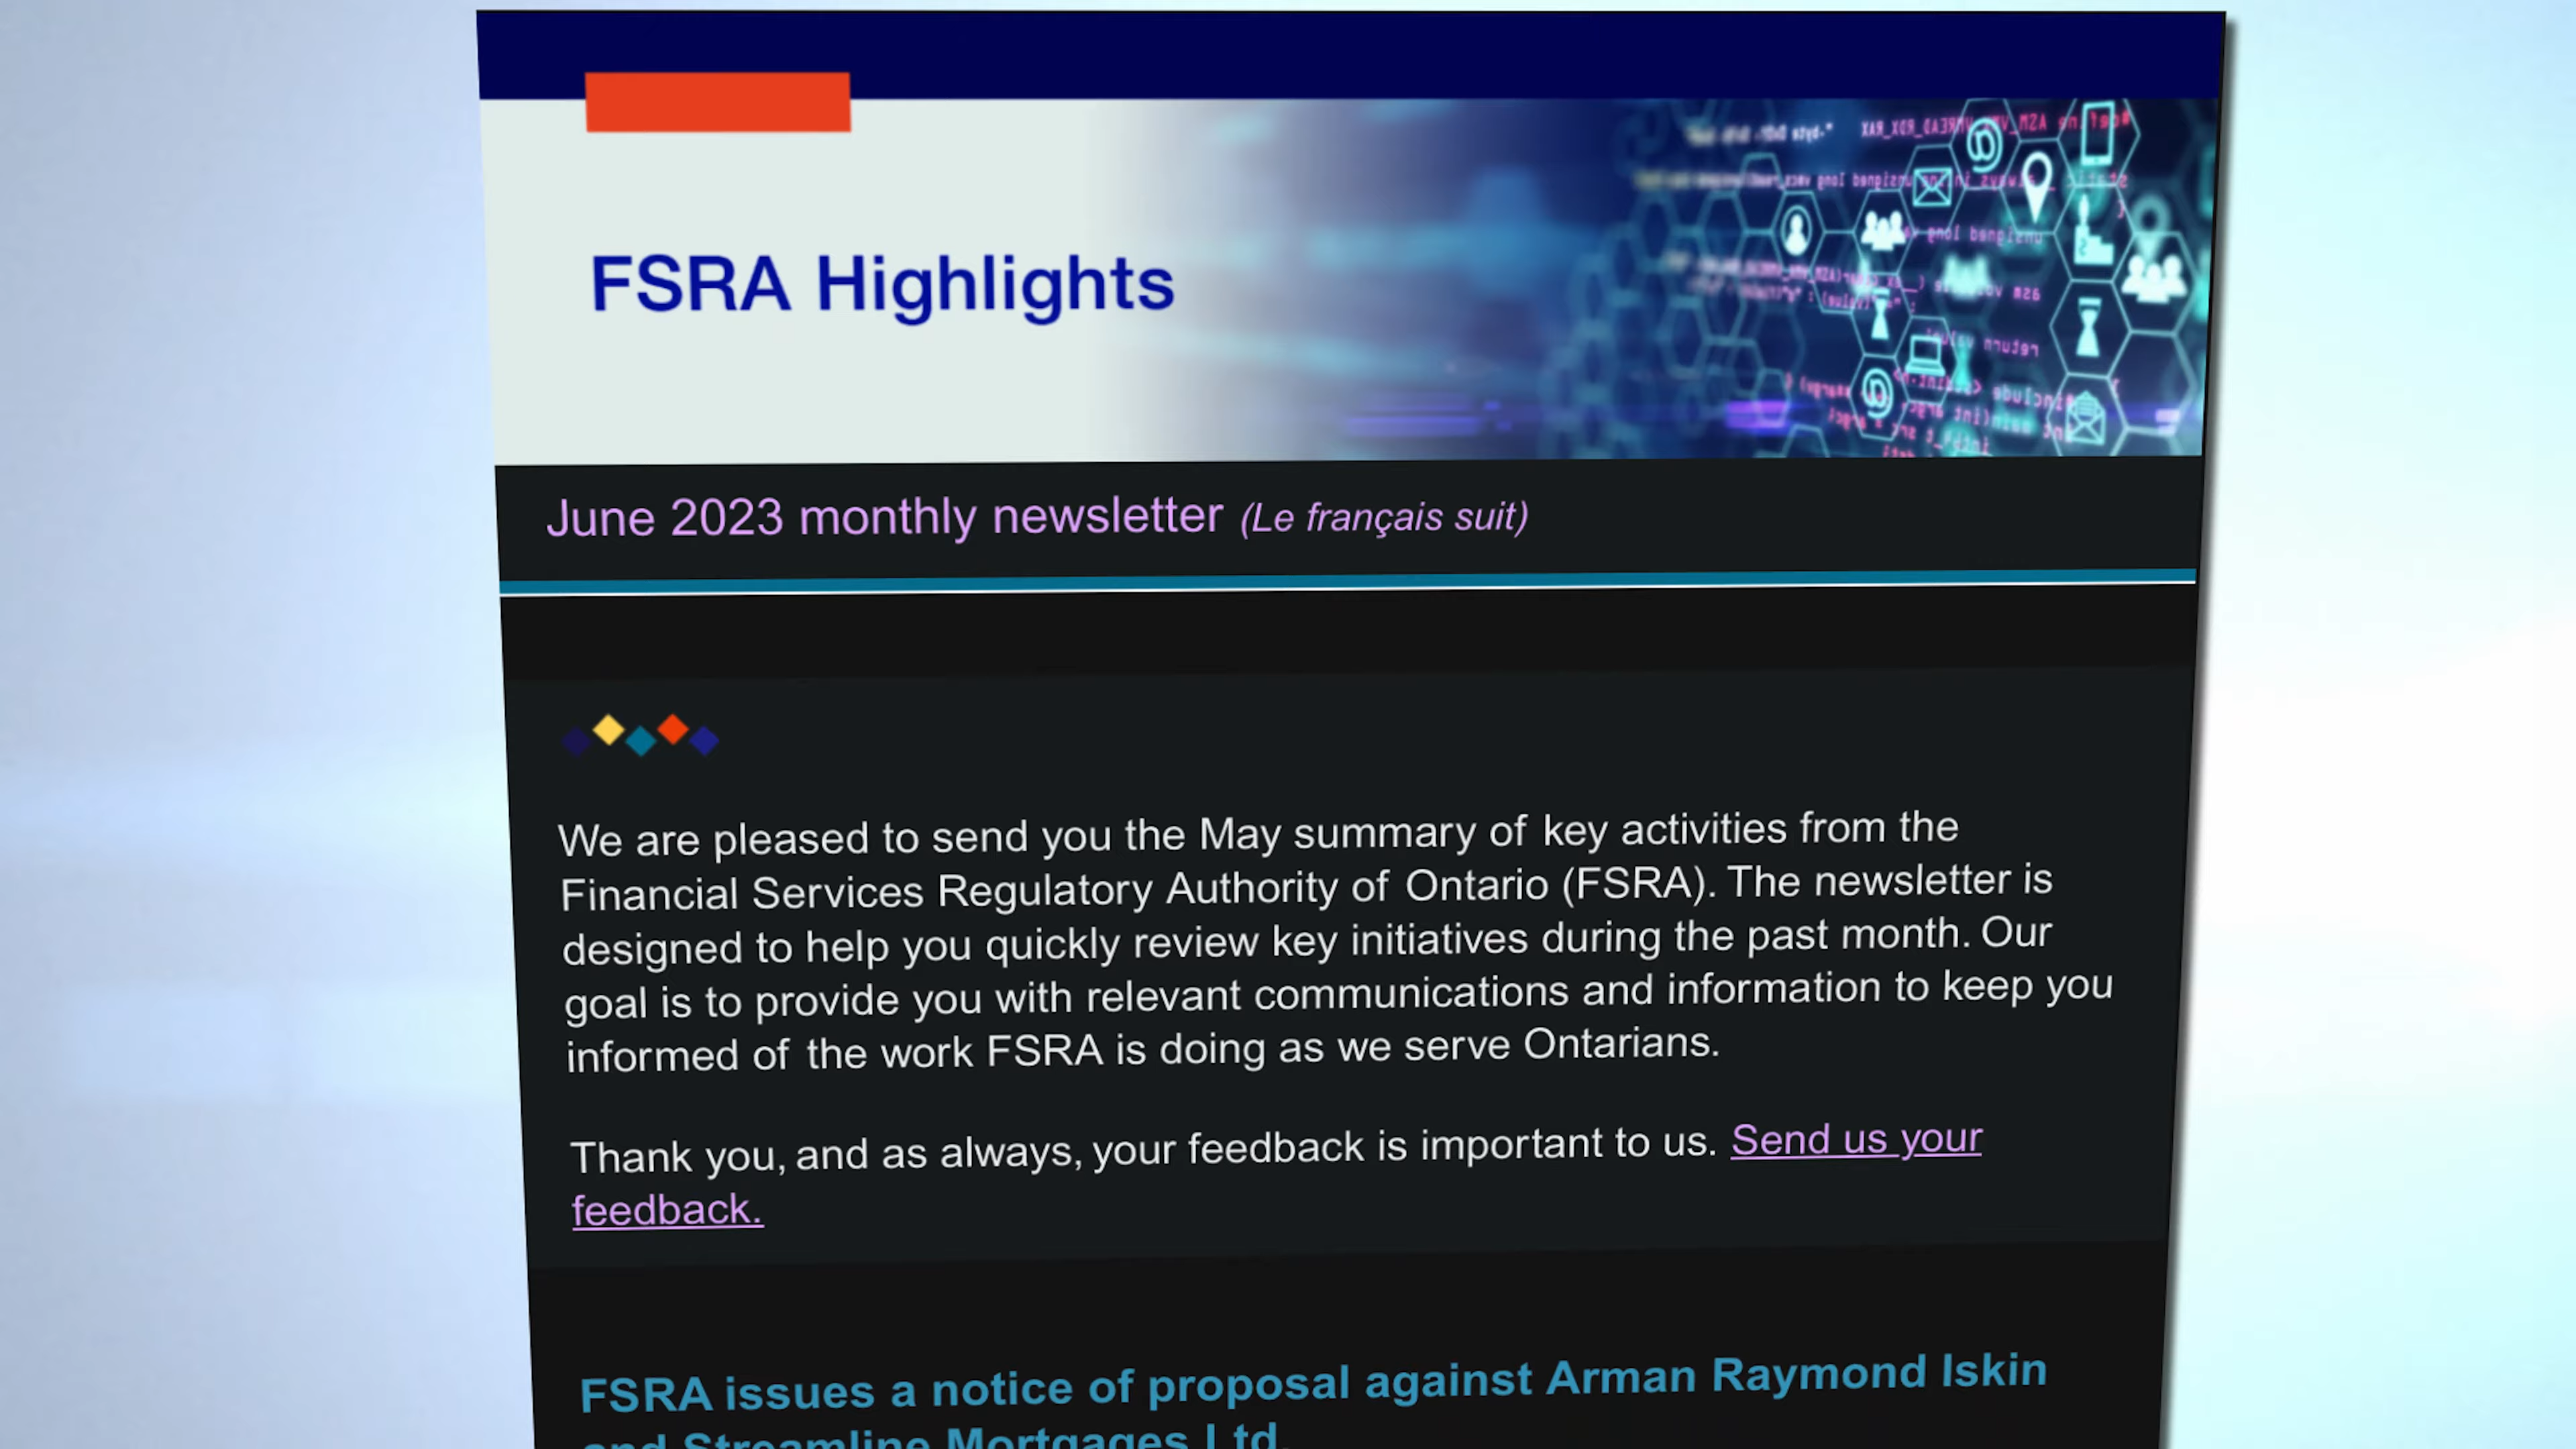 FSRA Highlights
June 2023 monthly newsletter (Le français suit)
We are pleased to send you the May summary of key activities from the
Financial Services Regulatory Authority of Ontario (FSRA). The newsletter is
designed to help you quickly review key initiatives during the past month. Our
goal is to provide you with relevant communications and information to keep you
informed of the work FSRA is doing as we serve Ontarians.
Thank you, and as always, your feedback is important to us. Send us your
feedback.
FSRA issues a notice of proposal against Arman Raymond Iskin
and Streamline Mortgages Ltd.